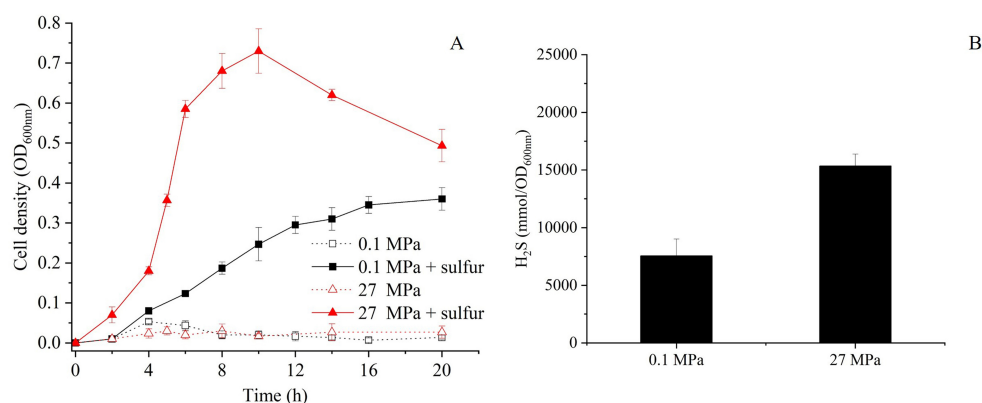 A
B
Cell density (OD600nm)
0.8
0.7
0.6
0.5
0.4
0.3
0.2
0.1
0.0
0.1 MPa
0.1 MPa + sulfur
27 MPa
27 MPa + sulfur
0 4 8 12 16 20
Time (h)
H2S (mmol/OD600nm)
25000
20000
15000
10000
5000
0
0.1 MPa 27 MPa